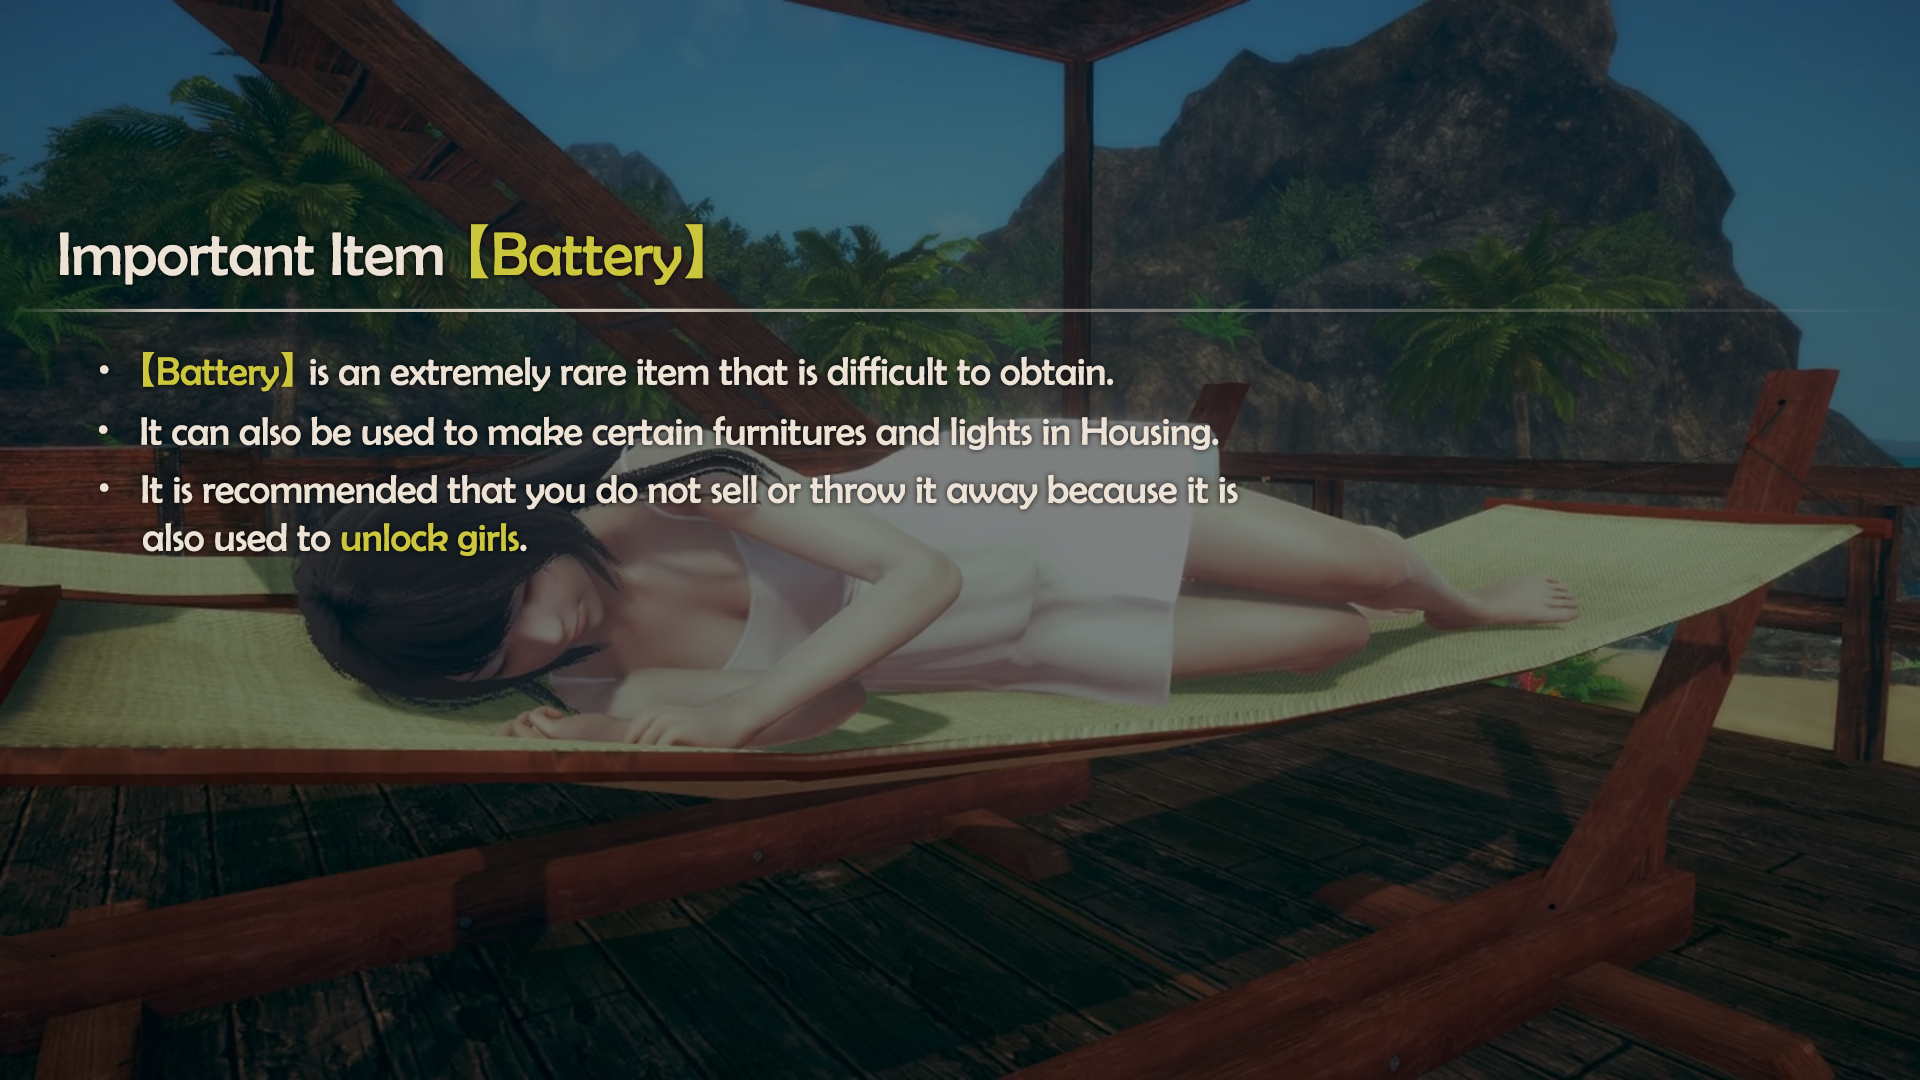 Important Item【Battery】
・【Battery】is an extremely rare item that is difficult to obtain.
・ It can also be used to make certain furnitures and lights in Housing.
・ It is recommended that you do not sell or throw it away because it is
also used to unlock girls.